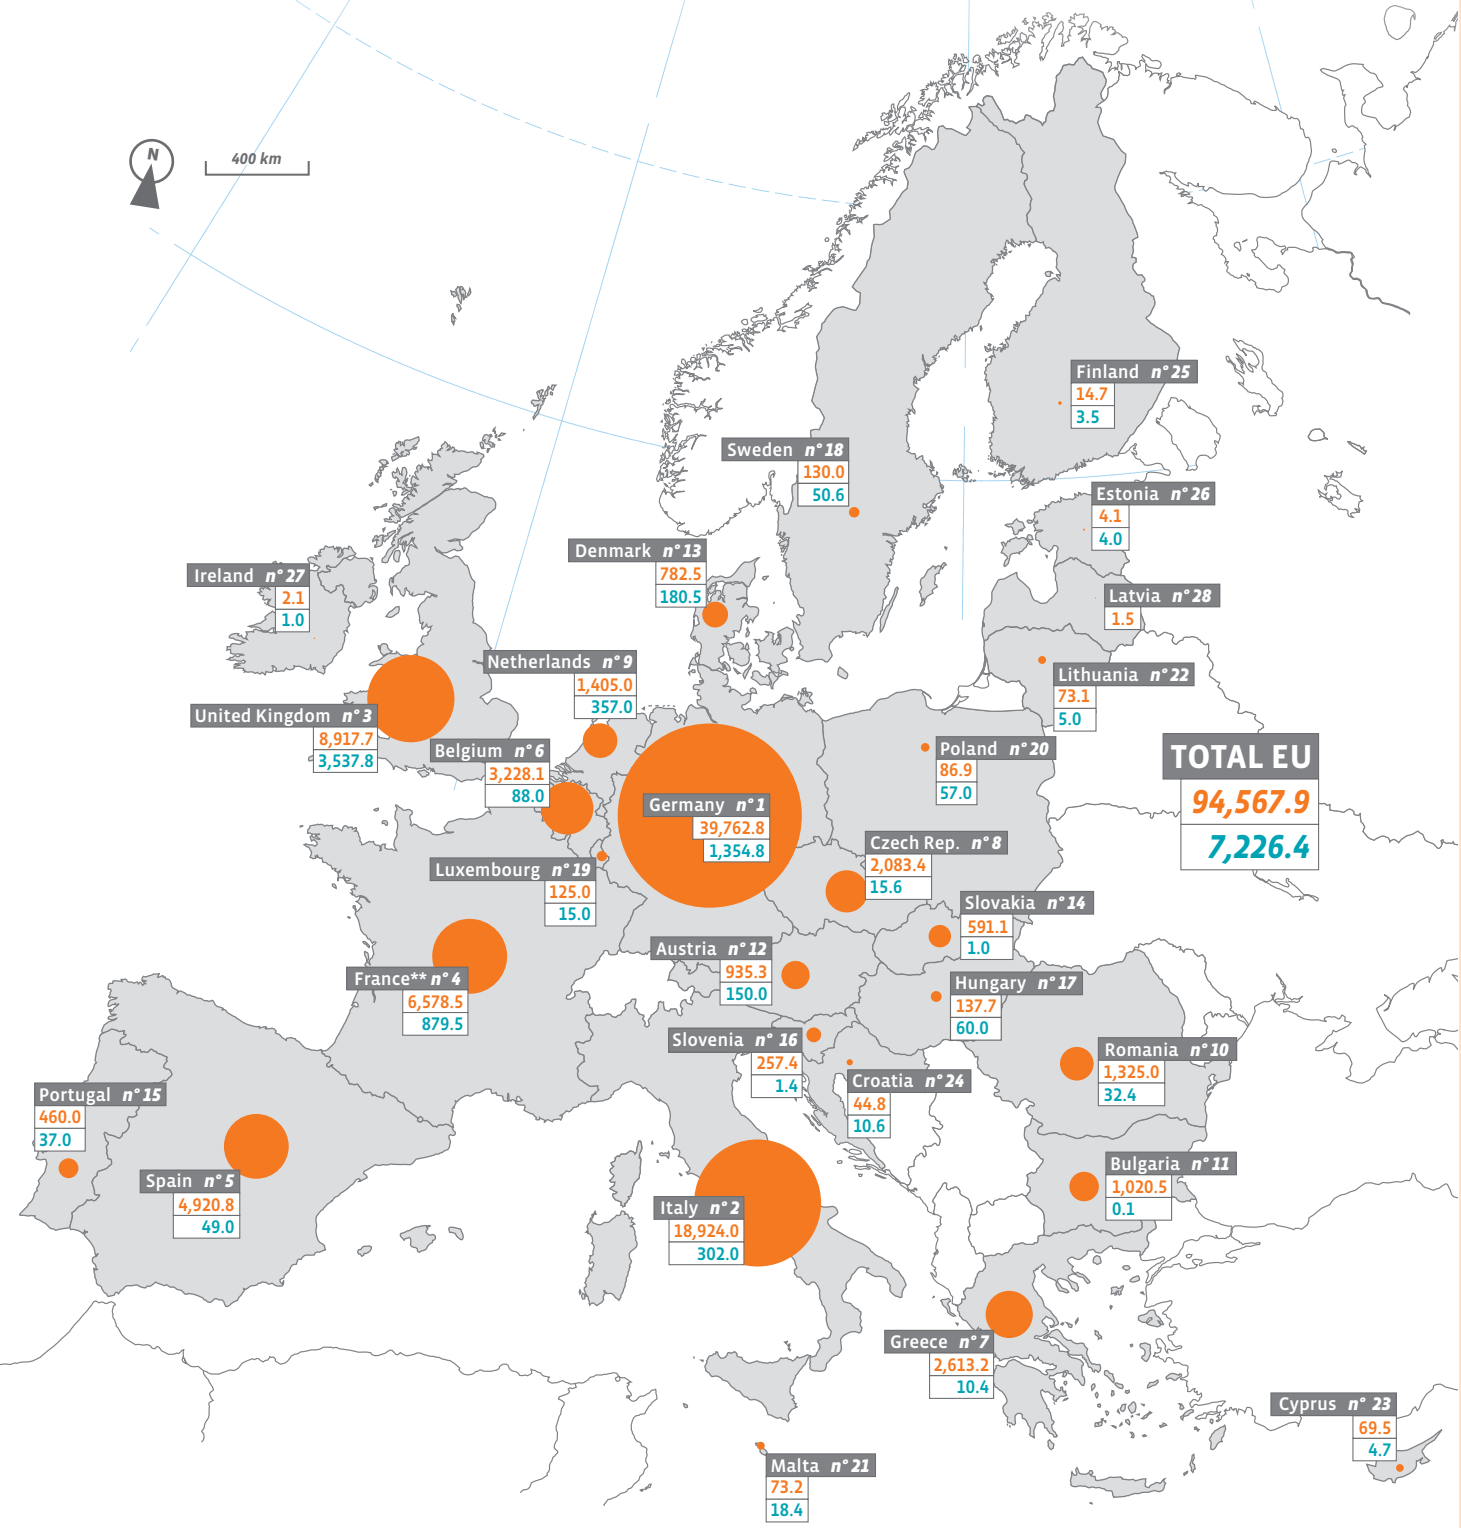 N
400 km
Finland n° 25
14.7
3.5
Sweden n° 18
130.0
50.6
Estonia n° 26
4.1
4.0
Denmark n° 13
782.5
180.5
Ireland n° 27
2.1
1.0
Latvia n° 28
1.5
Netherlands n° 9
1,405.0
357.0
Lithuania n° 22
73.1
5.0
United Kingdom n° 3
8,917.7
3,537.8
Belgium n° 6
3,228.1
88.0
Poland n° 20
86.9
57.0
TOTAL EU
94,567.9
7,226.4
Germany n° 1
39,762.8
1,354.8
Czech Rep. n° 8
2,083.4
15.6
Luxembourg n° 19
125.0
15.0
Slovakia n° 14
591.1
1.0
Austria n° 12
935.3
150.0
France** n° 4
6,578.5
879.5
Hungary n° 17
137.7
60.0
Slovenia n° 16
257.4
1.4
Romania n° 10
1,325.0
32.4
Croatia n° 24
44.8
10.6
Portugal n° 15
460.0
37.0
Bulgaria n° 11
1,020.5
0.1
Spain n° 5
4,920.8
49.0
Italy n° 2
18,924.0
302.0
Greece n° 7
2,613.2
10.4
Cyprus n° 23
69.5
4.7
Malta n° 21
73.2
18.4